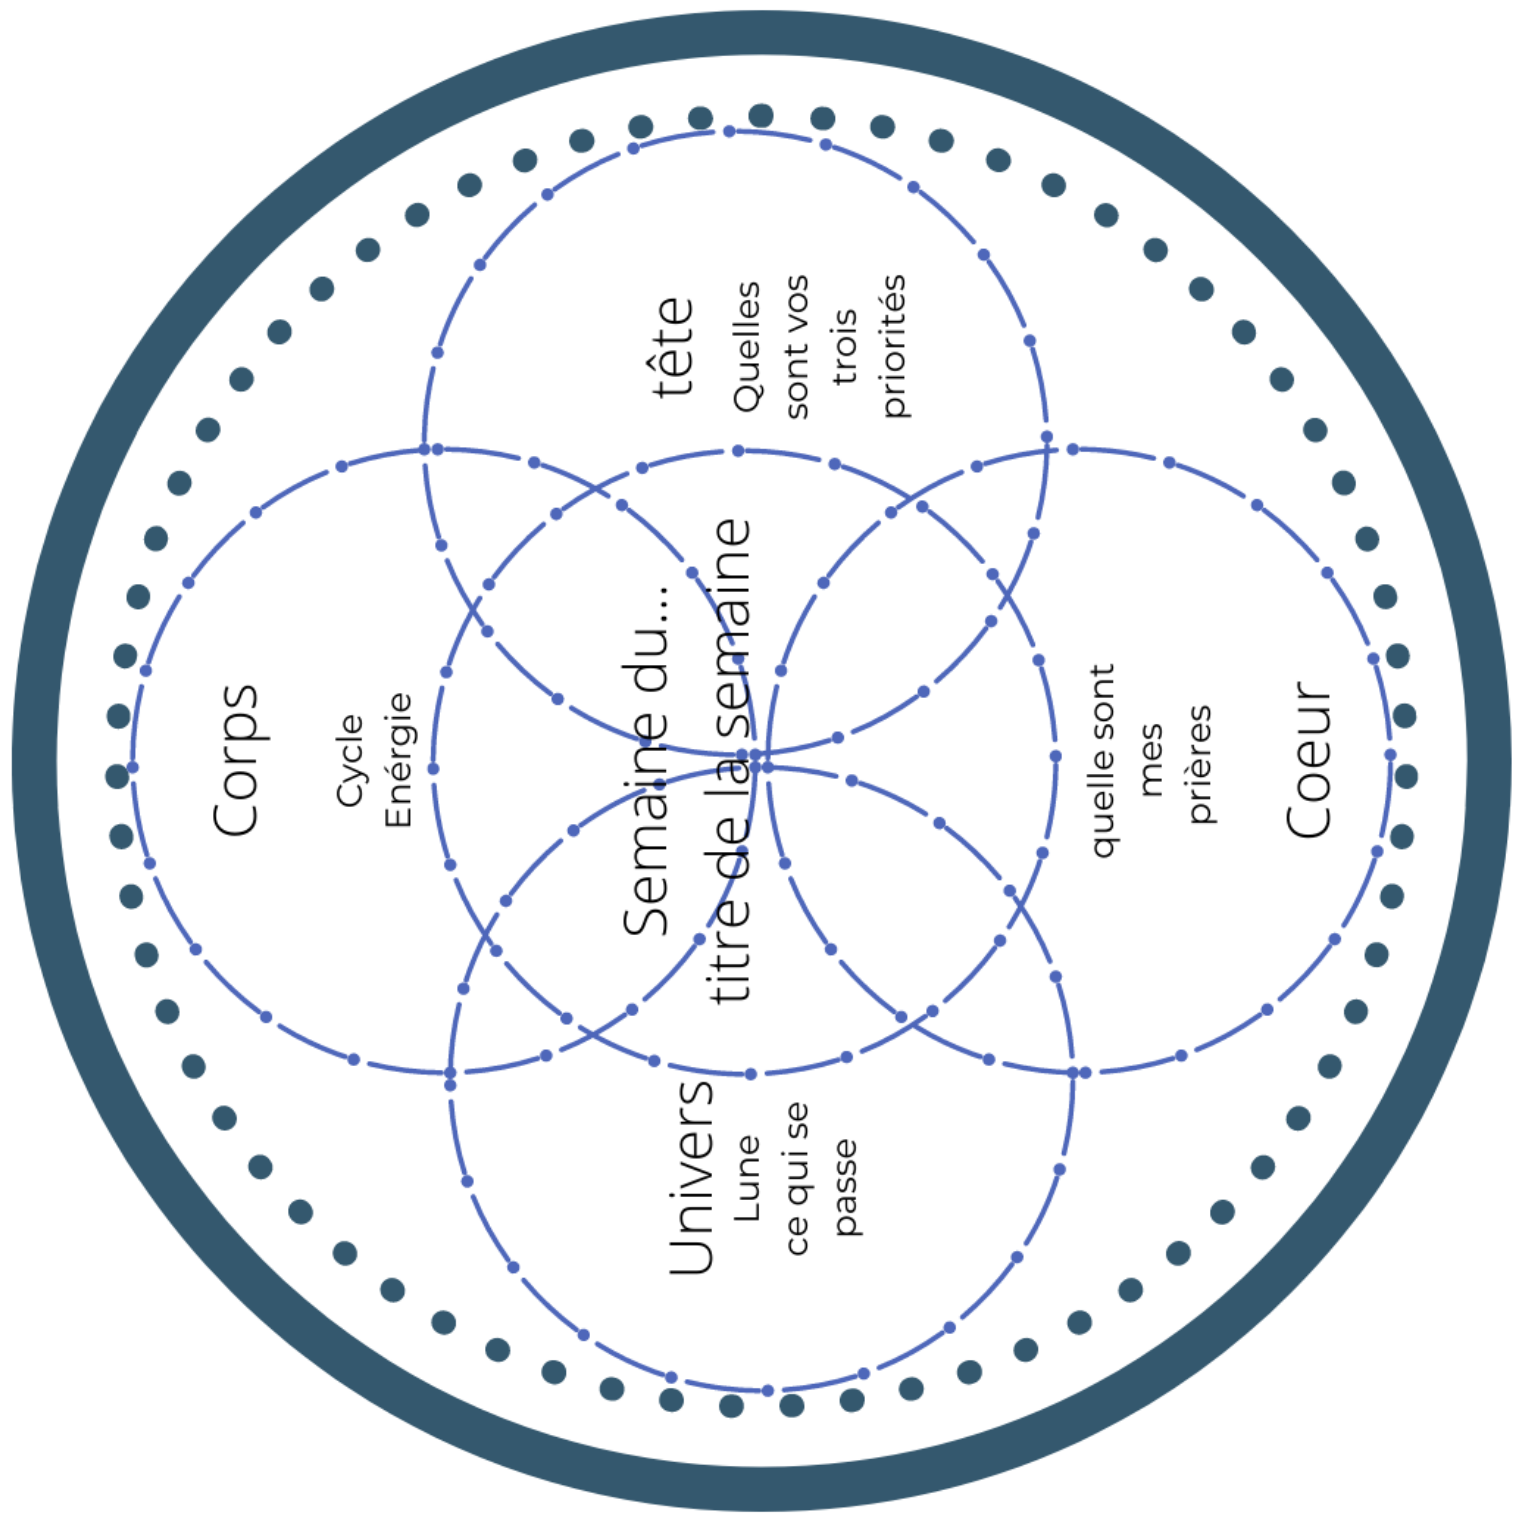 Corps
Cycle
Enérgie
Semaine du...
titre de la semaine
tête
Quelles
sont vos
trois
priorités
Univers
Lune
ce qui se
passe
quelle sont
mes
prières
Coeur